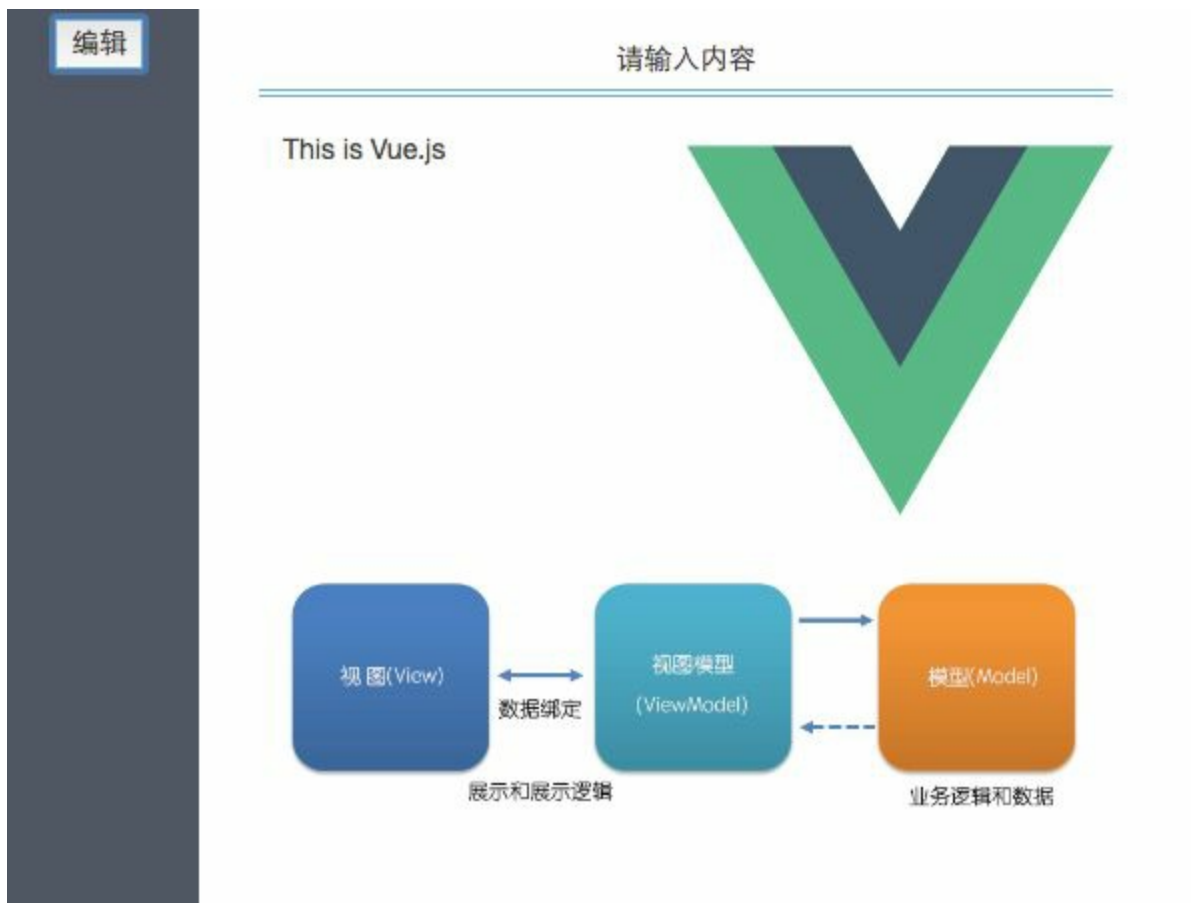 编辑
请输入内容
This is Vue.js
视 图(View)
数据绑定
视图模型
(ViewModel)
模型(Model)
展示和展示逻辑
业务逻辑和数据